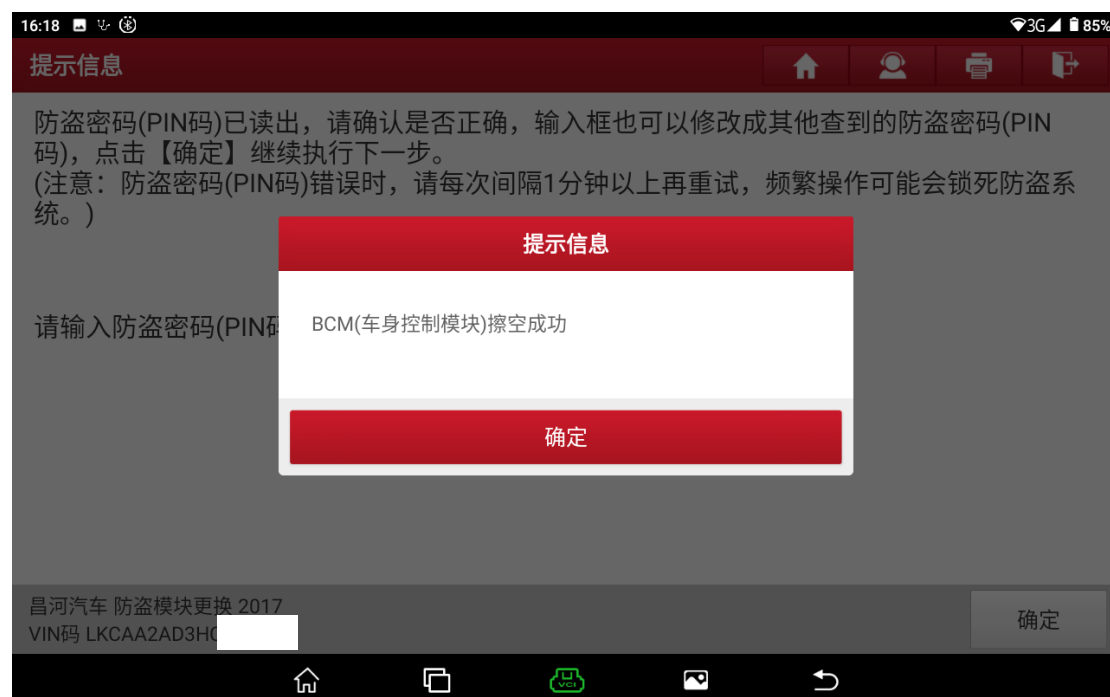 16:18
3G 85%
提示信息
防盗密码(PIN码)已读出，请确认是否正确，输入框也可以修改成其他查到的防盗密码(PIN
码)，点击【确定】继续执行下一步。
(注意：防盗密码(PIN码)错误时，请每次间隔1分钟以上再重试，频繁操作可能会锁死防盗系
统。)
提示信息
请输入防盗密码(PIN码
BCM(车身控制模块)擦空成功
确定
昌河汽车 防盗模块更换 2017
VIN码 LKCAA2AD3H
确定
VCI